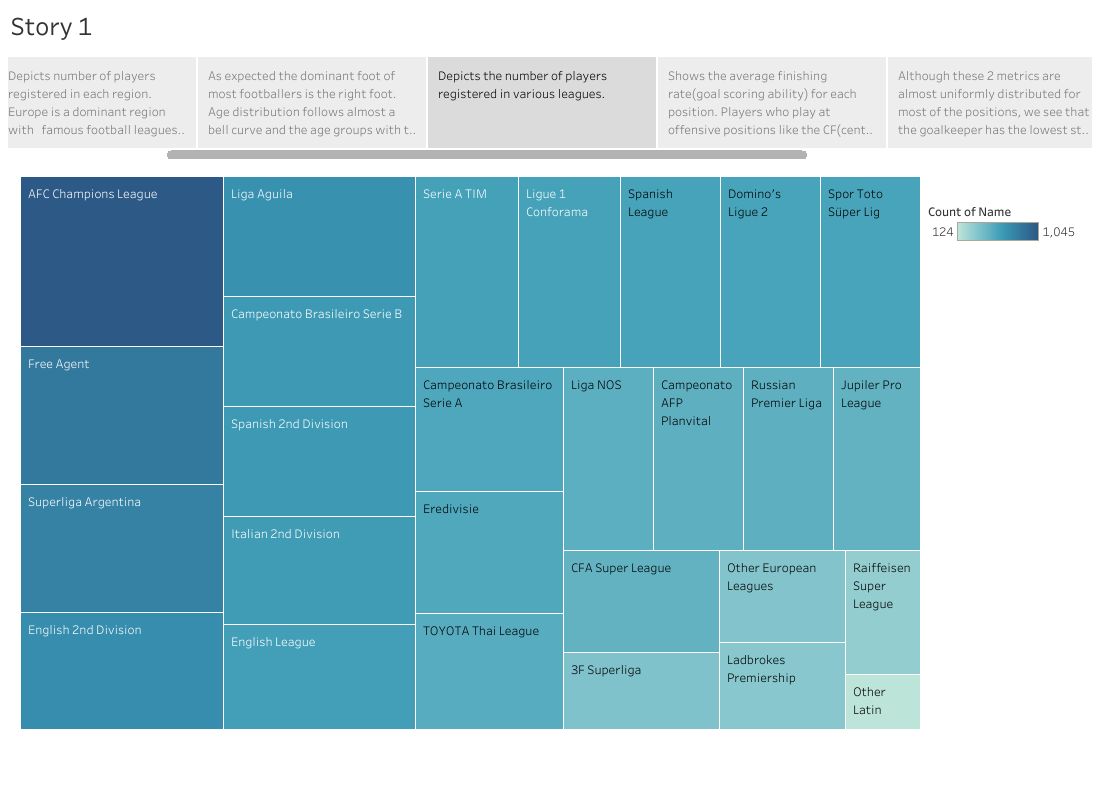 Story 1
Depicts number of players
registered in each region.
Europe is a dominant region
with famous football leagues..
As expected the dominant foot of
most footballers is the right foot.
Age distribution follows almost a
bell curve and the age groups with t..
Depicts the number of players
registered in various leagues.
Shows the average finishing
rate(goal scoring ability) for each
position. Players who play at
offensive positions like the CF(cent..
Although these 2 metrics are
almost uniformly distributed for
most of the positions, we see that
the goalkeeper has the lowest st..
AFC Champions League
Free Agent
Superliga Argentina
English 2nd Division
Liga Aguila
Campeonato Brasileiro Serie B
Spanish 2nd Division
Italian 2nd Division
English League
Serie A TIM
Ligue 1
Conforama
Spanish
League
Domino's
Ligue 2
Spor Toto
Süper Lig
Campeonato Brasileiro
Serie A
Eredivisie
TOYOTA Thai League
Liga NOS
Campeonato
AFP
Planvital
Russian
Premier Liga
Jupiler Pro
League
CFA Super League
3F Superliga
Other European
Leagues
Ladbrokes
Premiership
Raiffeisen
Super
League
Other
Latin
Count of Name
124 1,045